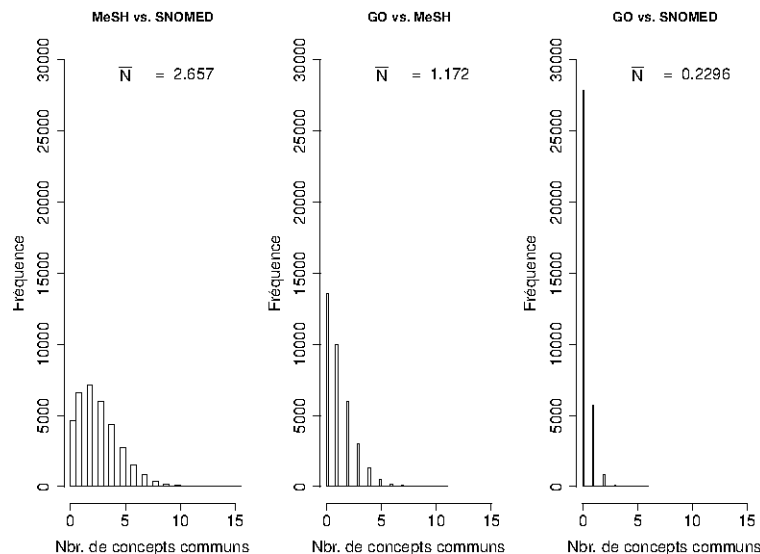 MeSH vs. SNOMED
N = 2.657
Fréquence
30000
25000
20000
15000
10000
5000
0
0 5 10 15
Nbr. de concepts communs
GO vs. MeSH
N = 1.172
Fréquence
30000
25000
20000
15000
10000
5000
0
0 5 10 15
Nbr. de concepts communs
GO vs. SNOMED
N = 0.2296
Fréquence
30000
25000
20000
15000
10000
5000
0
0 5 10 15
Nbr. de concepts communs